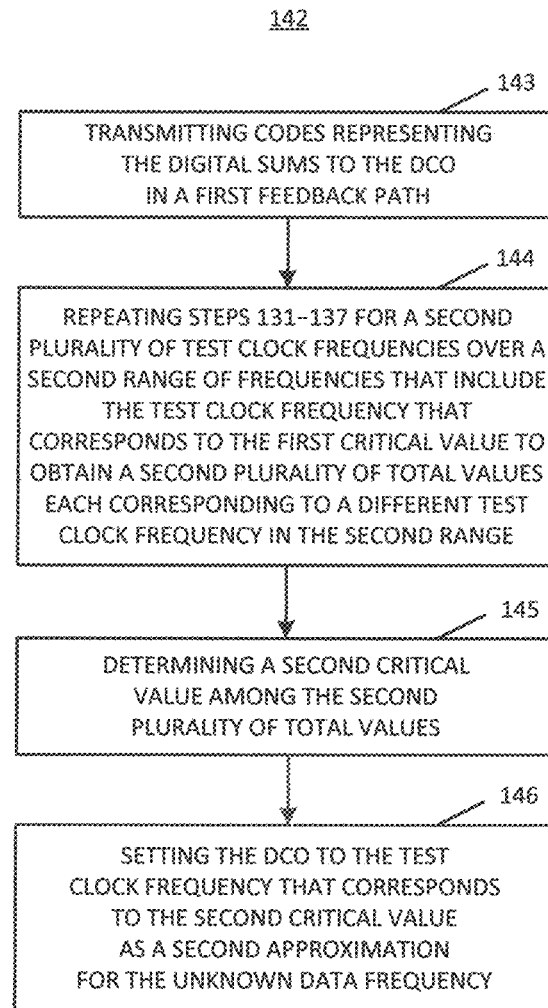 142
143
TRANSMITTING CODES REPRESENTING
THE DIGITAL SUMS TO THE DCO
IN A FIRST FEEDBACK PATH
144
REPEATING STEPS 131-137 FOR A SECOND
PLURALITY OF TEST CLOCK FREQUENCIES OVER A
SECOND RANGE OF FREQUENCIES THAT INCLUDE
THE TEST CLOCK FREQUENCY THAT
CORRESPONDS TO THE FIRST CRITICAL VALUE TO
OBTAIN A SECOND PLURALITY OF TOTAL VALUES
EACH CORRESPONDING TO A DIFFERENT TEST
CLOCK FREQUENCY IN THE SECOND RANGE
145
DETERMINING A SECOND CRITICAL
VALUE AMONG THE SECOND
PLURALITY OF TOTAL VALUES
146
SETTING THE DCO TO THE TEST
CLOCK FREQUENCY THAT CORRESPONDS
TO THE SECOND CRITICAL VALUE
AS A SECOND APPROXIMATION
FOR THE UNKNOWN DATA FREQUENCY